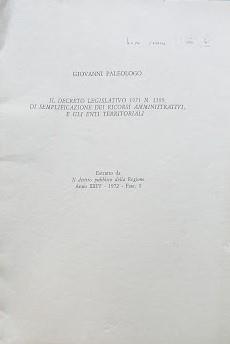 GIOVANNI PALEOLOGO
IL DECRETO LEGISLATIVO 1971 N. 1199
DI SEMPLIFICAZIONE DEI RICORSI AMMINISTRATIVI,
E GLI ENTI TERRITORIALI
Estratto da
Il diritto pubblico della Regione
Anno XXIV - 1972 - Fasc. 5